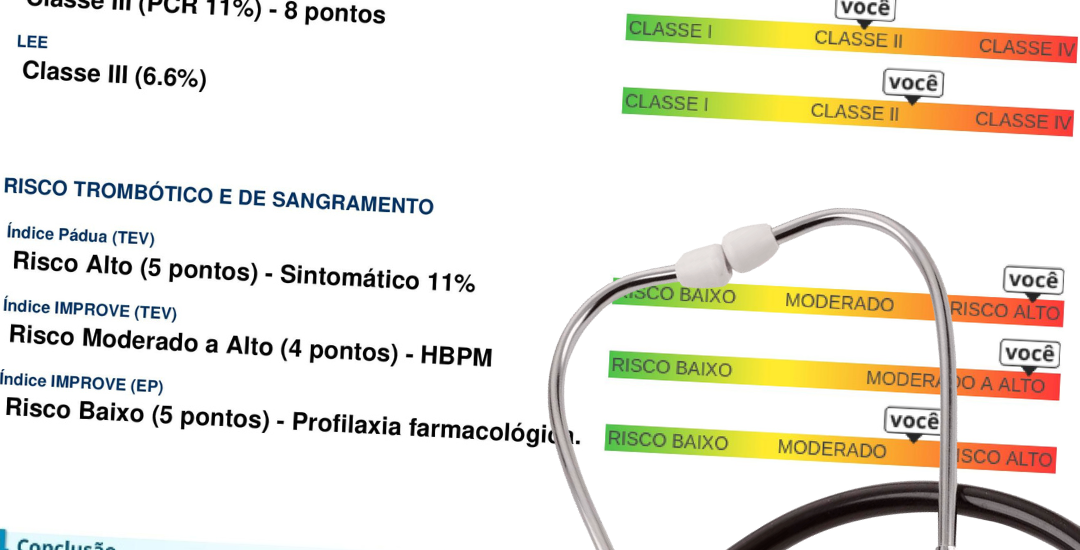 Classe III (PCR 11%) - 8 pontos
você
CLASSE I CLASSE II CLASSE IV
LEE
Classe III (6.6%)
você
CLASSE I CLASSE II CLASSE IV
RISCO TROMBÓTICO E DE SANGRAMENTO
Índice Pádua (TEV)
Risco Alto (5 pontos) - Sintomático 11%
você
RISCO BAIXO MODERADO RISCO ALTO
Índice IMPROVE (TEV)
Risco Moderado a Alto (4 pontos) - HBPM
você
RISCO BAIXO MODERADO A ALTO
Índice IMPROVE (EP)
Risco Baixo (5 pontos) - Profilaxia farmacológica.
você
RISCO BAIXO MODERADO RISCO ALTO
Conclusão